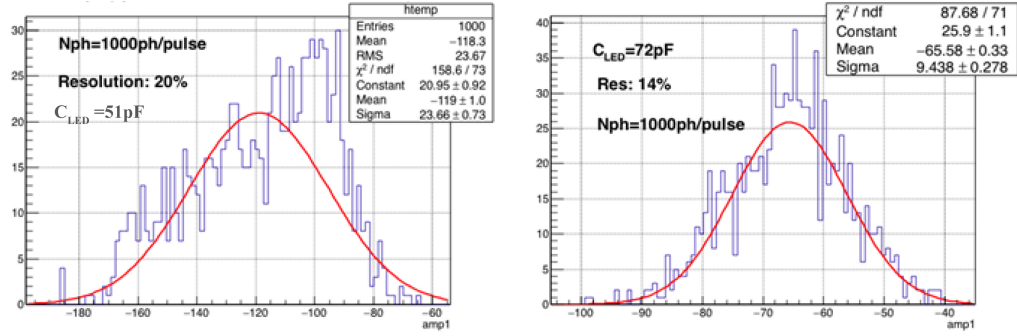 htemp
Entries 1000
Mean −118.3
RMS 23.67
χ² / ndf 158.6 / 73
Constant 20.95 ± 0.92
Mean −119 ± 1.0
Sigma 23.66 ± 0.73
Nph=1000ph/pulse
Resolution: 20%
C_LED =51pF
30
25
20
15
10
5
0
−180 −160 −140 −120 −100 −80 −60
amp1
χ² / ndf 87.68 / 71
Constant 25.9 ± 1.1
Mean −65.58 ± 0.33
Sigma 9.438 ± 0.278
C_LED=72pF
Res: 14%
Nph=1000ph/pulse
40
35
30
25
20
15
10
5
0
−100 −90 −80 −70 −60 −50 −40
amp1